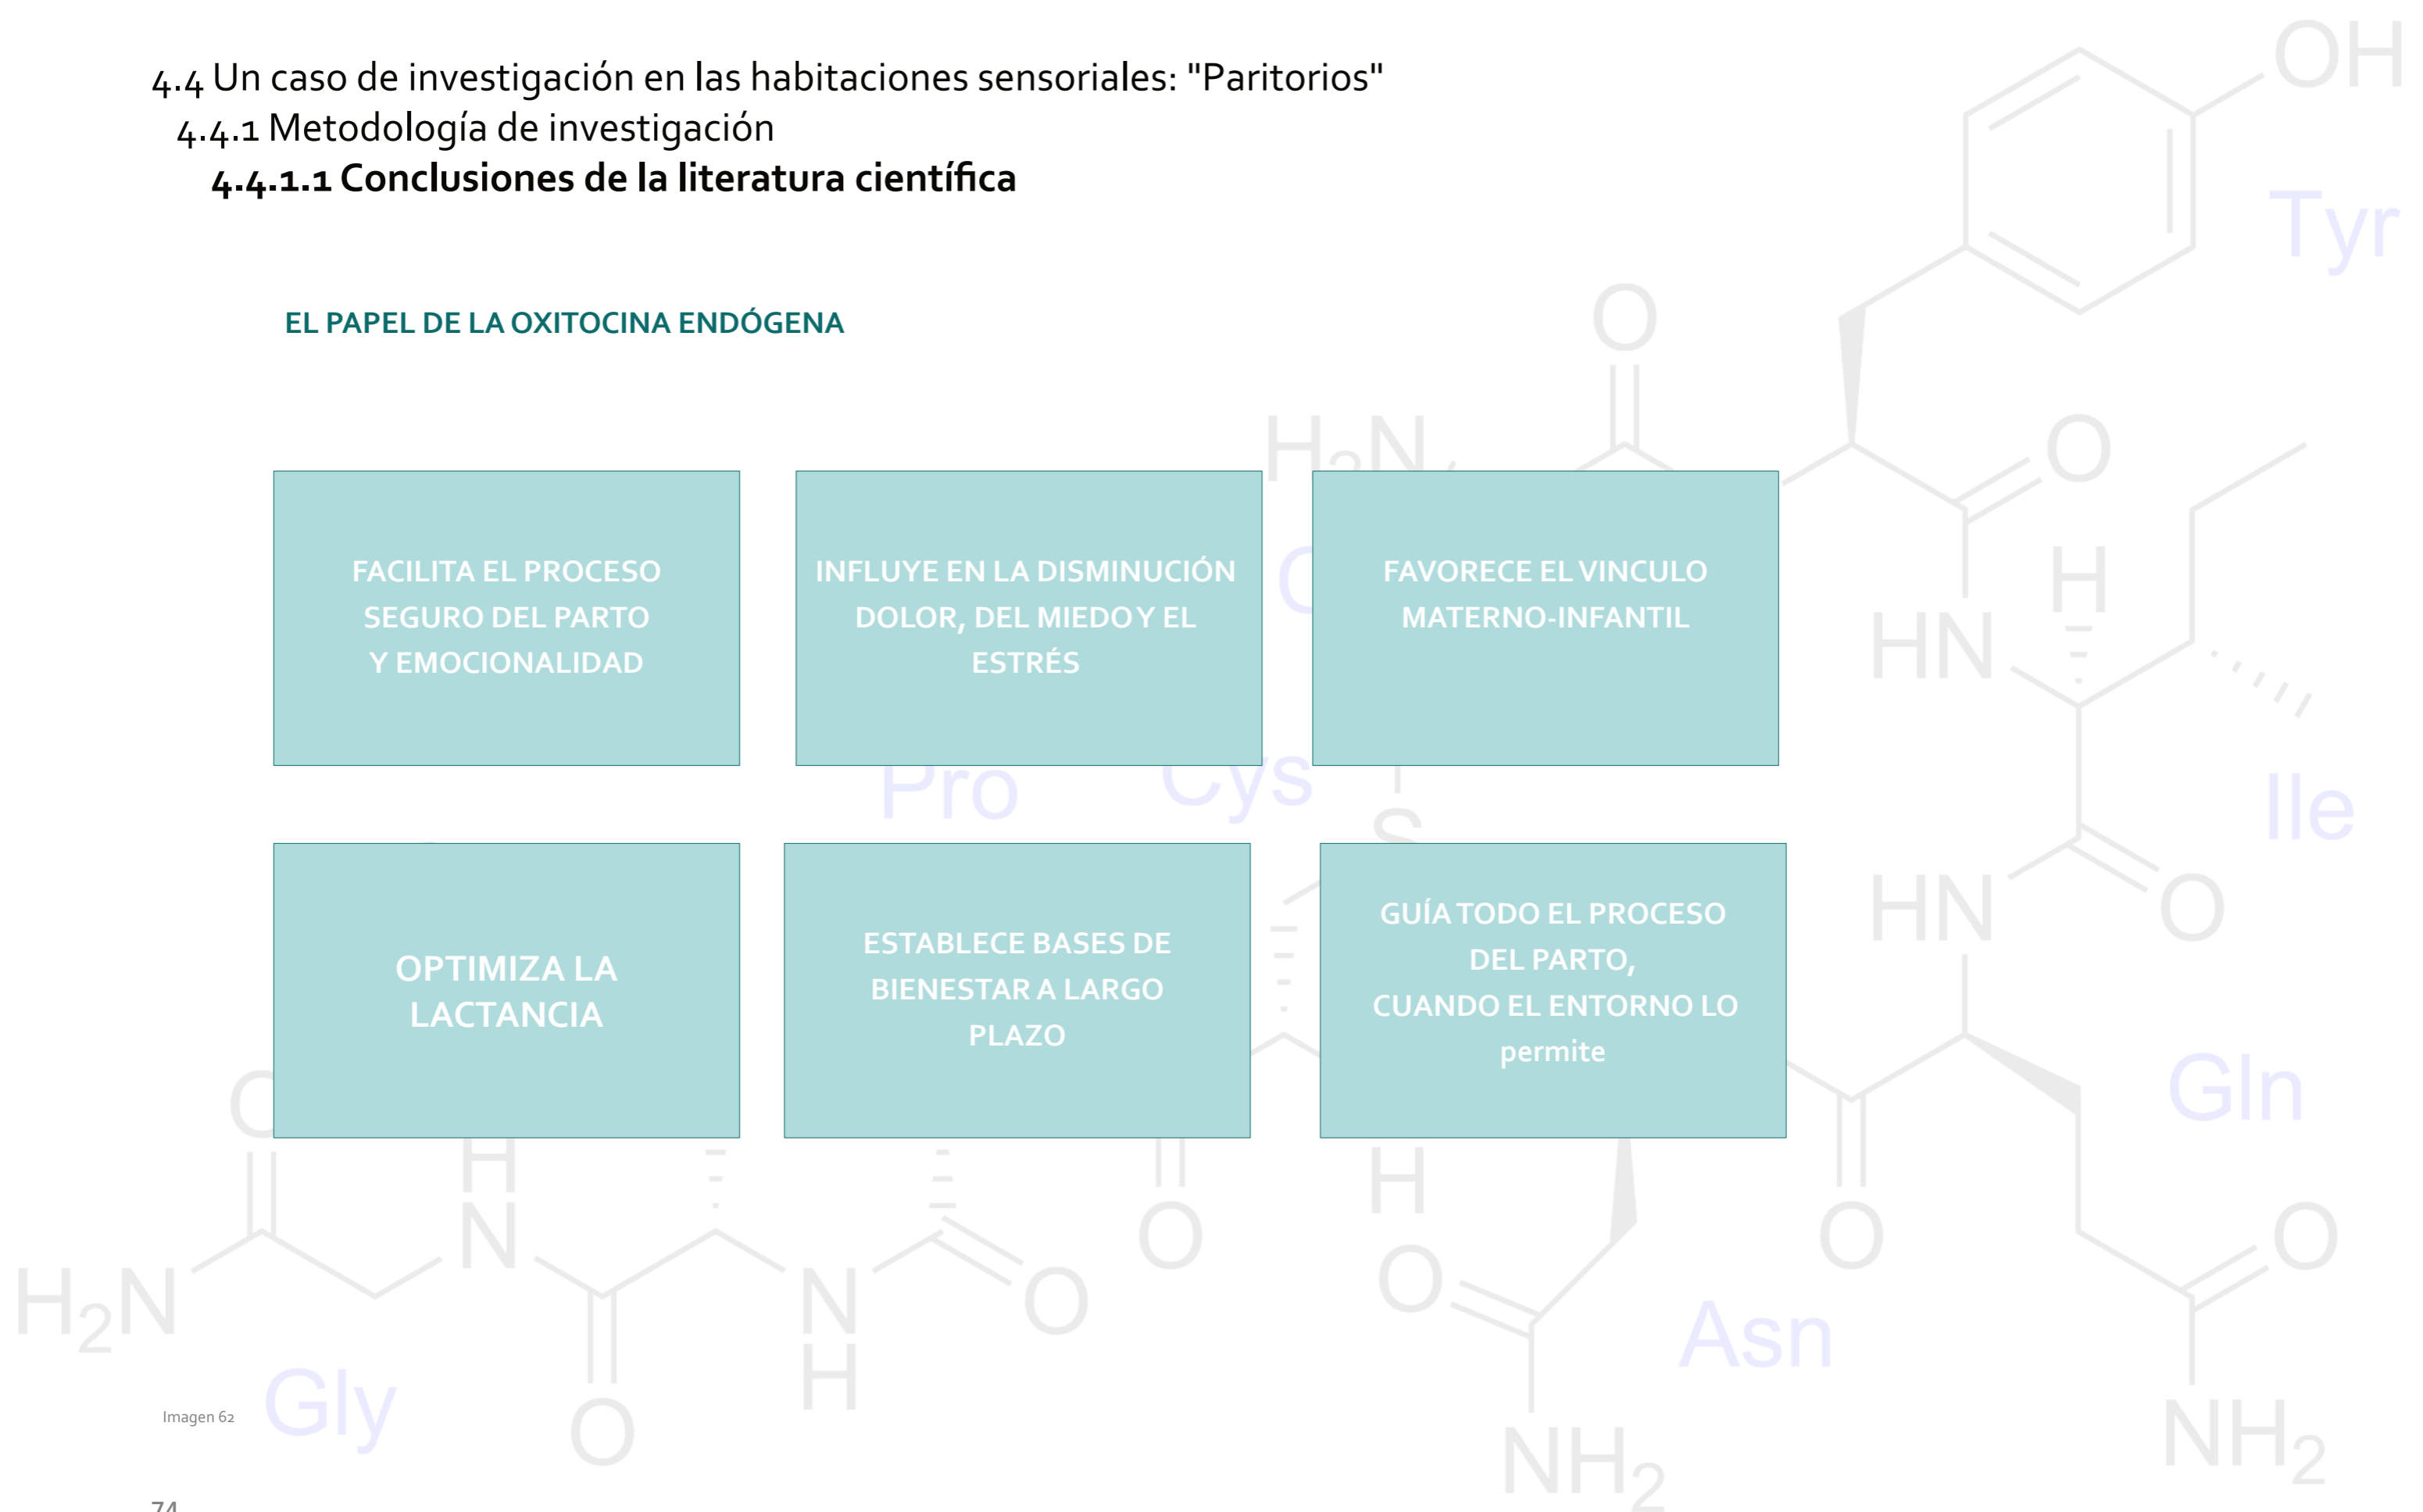 4.4 Un caso de investigación en las habitaciones sensoriales: "Paritorios"
4.4.1 Metodología de investigación
4.4.1.1 Conclusiones de la literatura científica
EL PAPEL DE LA OXITOCINA ENDÓGENA
FACILITA EL PROCESO
SEGURO DEL PARTO
Y EMOCIONALIDAD
INFLUYE EN LA DISMINUCIÓN
DOLOR, DEL MIEDO Y EL
ESTRÉS
FAVORECE EL VINCULO
MATERNO-INFANTIL
OPTIMIZA LA
LACTANCIA
ESTABLECE BASES DE
BIENESTAR A LARGO
PLAZO
GUÍA TODO EL PROCESO
DEL PARTO,
CUANDO EL ENTORNO LO
permite
OH
Tyr
O
H2N
O
H
HN
Pro
Cys
S
Ile
HN
O
Gln
O
H
H
N
O
O
O
O
H2N
N
H
O
Asn
Gly
O
NH2
NH2
Imagen 62
74